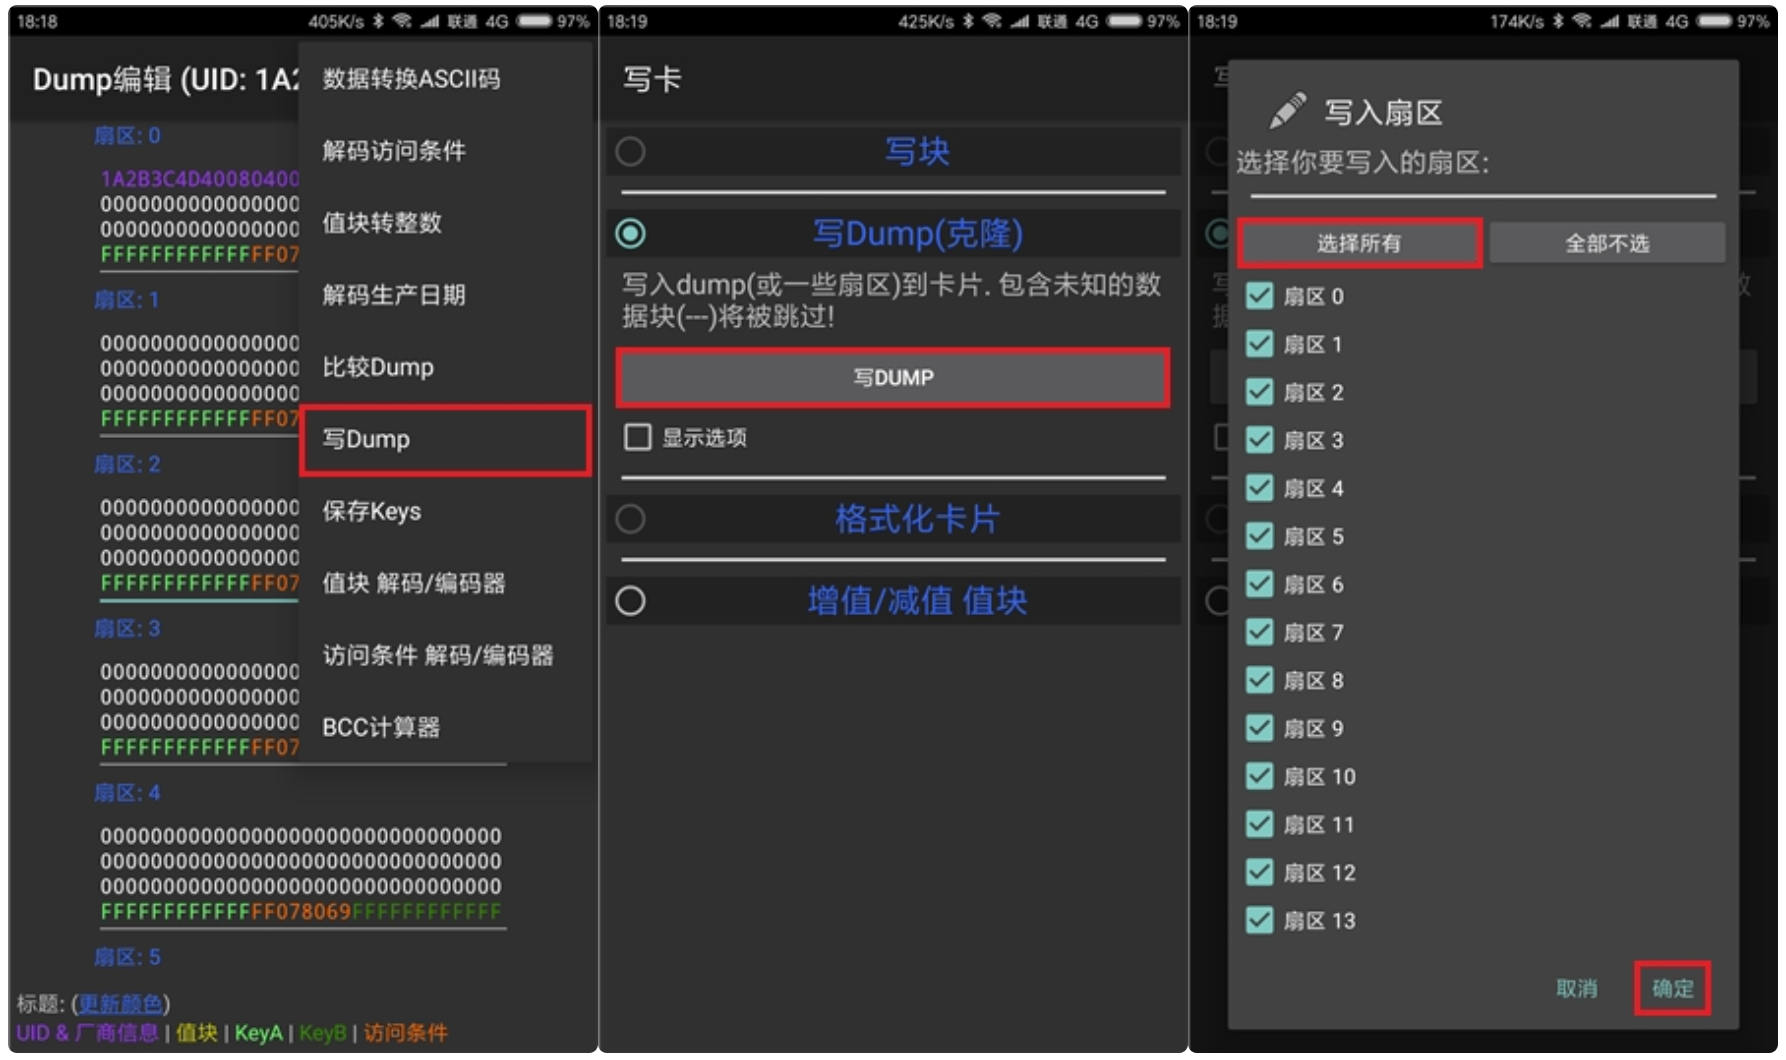 18:18 405K/s 联通 4G 97%
Dump编辑 (UID: 1A2
扇区: 0
1A2B3C4D40080400
0000000000000000
0000000000000000
FFFFFFFFFFFFFF07
扇区: 1
0000000000000000
0000000000000000
0000000000000000
FFFFFFFFFFFFFF07
扇区: 2
0000000000000000
0000000000000000
0000000000000000
FFFFFFFFFFFFFF07
扇区: 3
0000000000000000
0000000000000000
0000000000000000
FFFFFFFFFFFFFF07
扇区: 4
00000000000000000000000000000000
00000000000000000000000000000000
00000000000000000000000000000000
FFFFFFFFFFFFFF078069FFFFFFFFFFFF
扇区: 5
标题: (更新颜色)
UID & 厂商信息 | 值块 | KeyA | KeyB | 访问条件
数据转换ASCII码
解码访问条件
值块转整数
解码生产日期
比较Dump
写Dump
保存Keys
值块 解码/编码器
访问条件 解码/编码器
BCC计算器
18:19 425K/s 联通 4G 97%
写卡
写块
写Dump(克隆)
写入dump(或一些扇区)到卡片. 包含未知的数
据块(---)将被跳过!
写DUMP
显示选项
格式化卡片
增值/减值 值块
18:19 174K/s 联通 4G 97%
写入扇区
选择你要写入的扇区:
选择所有 全部不选
扇区 0
扇区 1
扇区 2
扇区 3
扇区 4
扇区 5
扇区 6
扇区 7
扇区 8
扇区 9
扇区 10
扇区 11
扇区 12
扇区 13
取消 确定